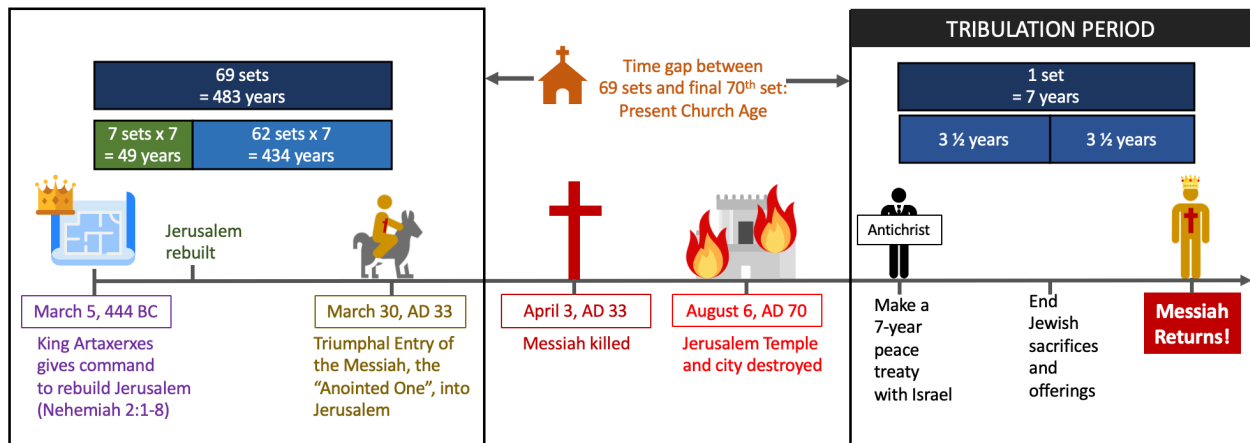 69 sets
= 483 years
7 sets x 7
= 49 years
62 sets x 7
= 434 years
Jerusalem
rebuilt
March 5, 444 BC
King Artaxerxes
gives command
to rebuild Jerusalem
(Nehemiah 2:1-8)
March 30, AD 33
Triumphal Entry of
the Messiah, the
“Anointed One”, into
Jerusalem
Time gap between
69 sets and final 70th set:
Present Church Age
April 3, AD 33
Messiah killed
August 6, AD 70
Jerusalem Temple
and city destroyed
TRIBULATION PERIOD
1 set
= 7 years
3 ½ years
3 ½ years
Antichrist
Make a
7-year
peace
treaty
with Israel
End
Jewish
sacrifices
and
offerings
Messiah
Returns!